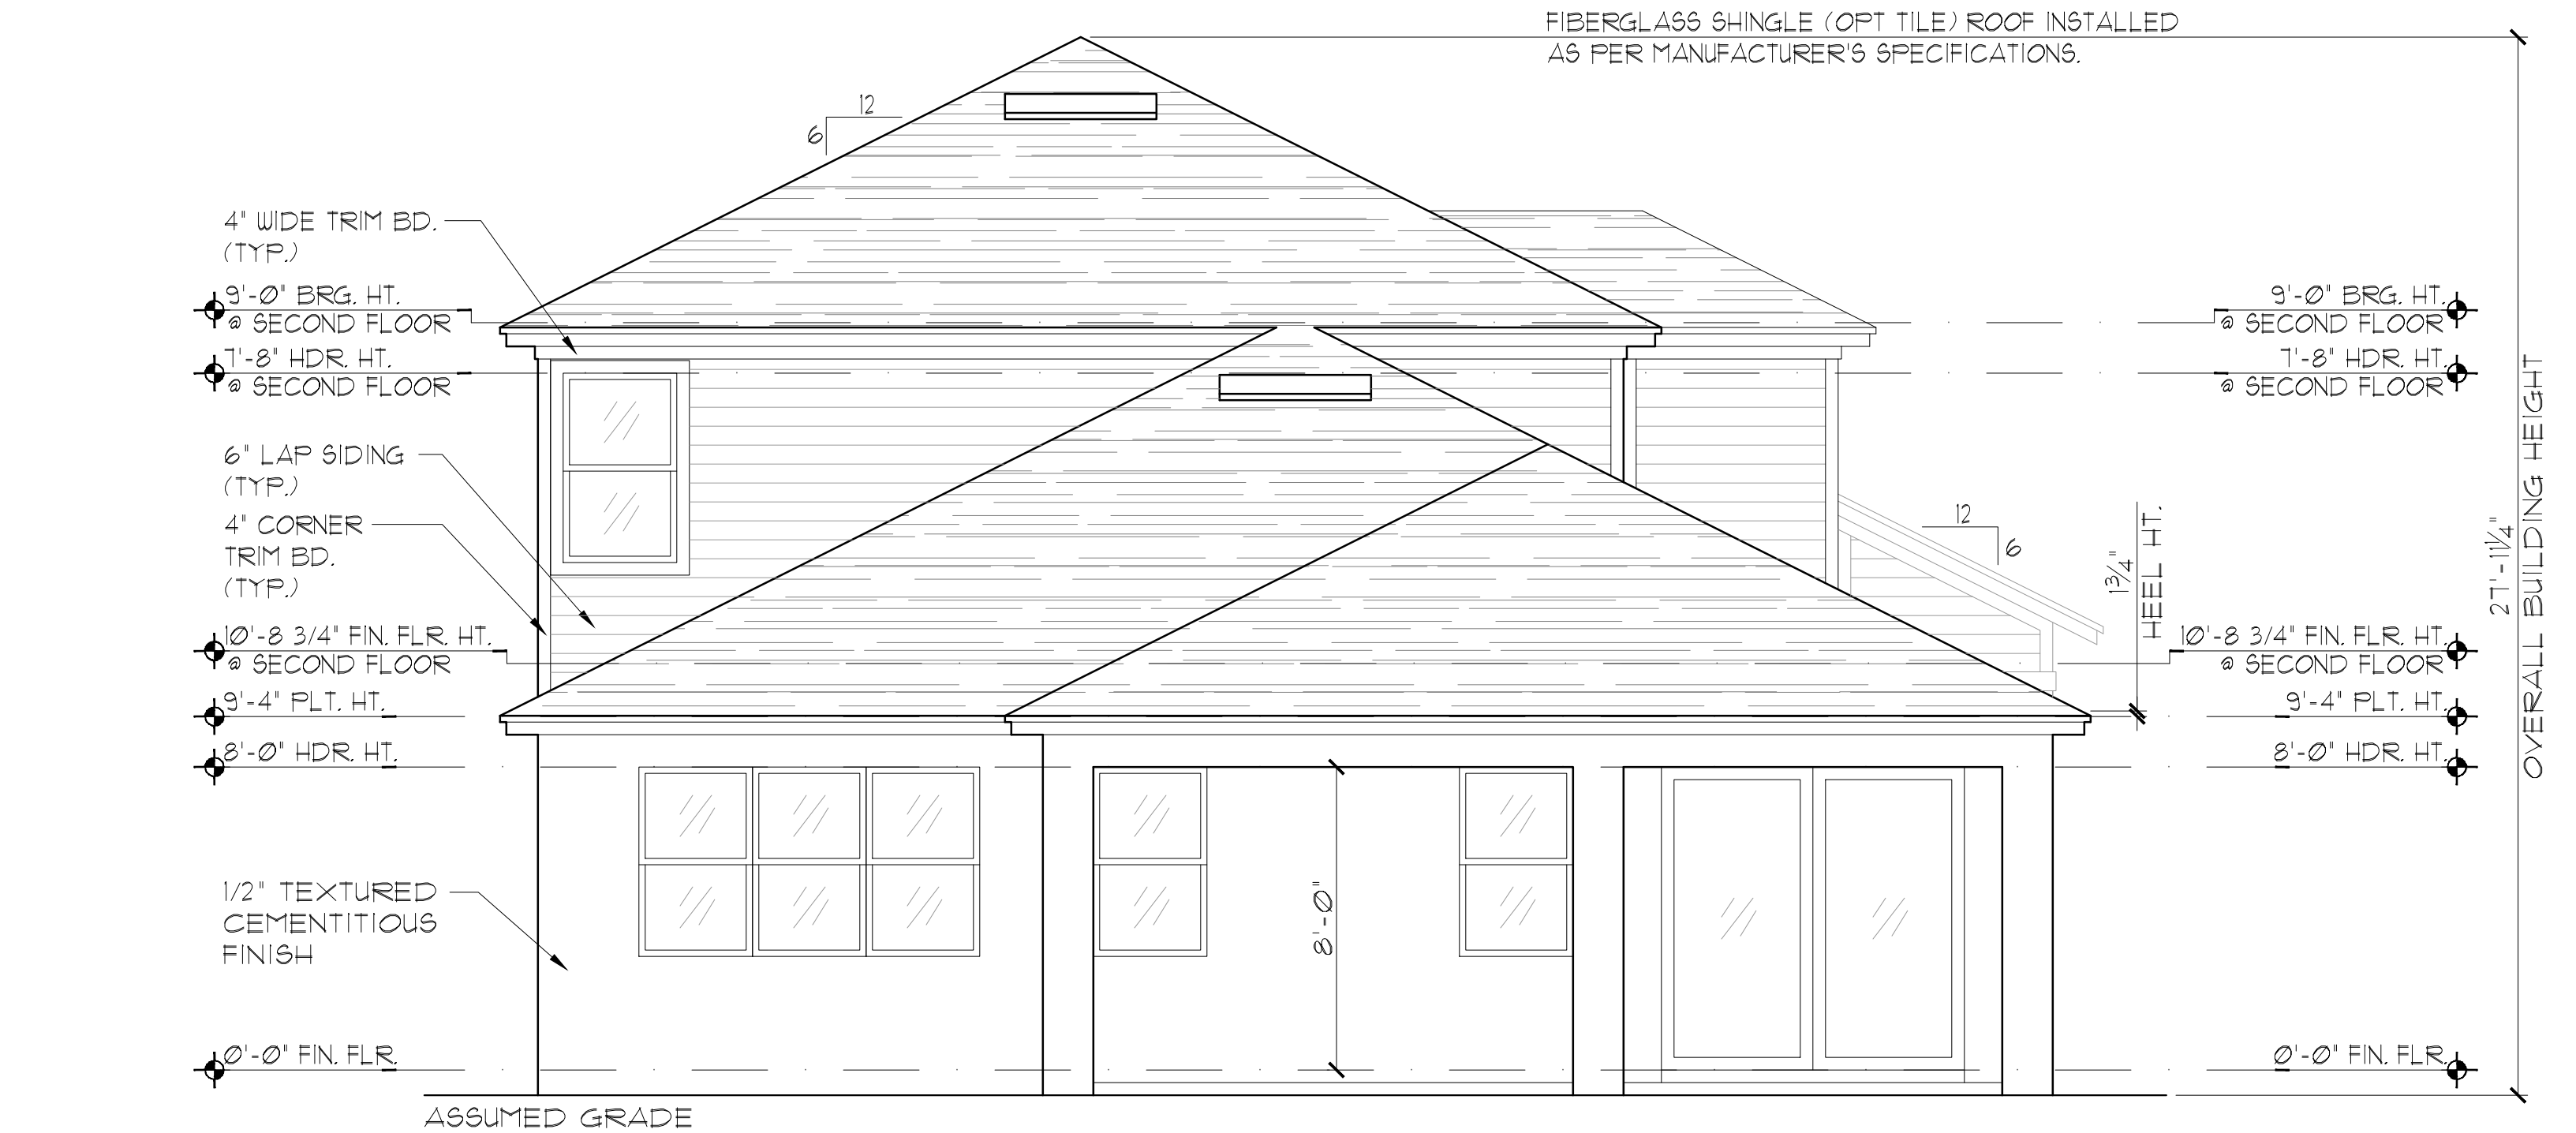 FIBERGLASS SHINGLE (OPT TILE) ROOF INSTALLED
AS PER MANUFACTURER'S SPECIFICATIONS.
12
6
4" WIDE TRIM BD.
(TYP.)
9'-0" BRG. HT.
@ SECOND FLOOR
7'-8" HDR. HT.
@ SECOND FLOOR
6" LAP SIDING
(TYP.)
4" CORNER
TRIM BD.
(TYP.)
10'-8 3/4" FIN. FLR. HT.
@ SECOND FLOOR
9'-4" PLT. HT.
8'-0" HDR. HT.
1/2" TEXTURED
CEMENTITIOUS
FINISH
0'-0" FIN. FLR.
ASSUMED GRADE
8'-0"
12
6
1 3/4"
HEEL HT.
9'-0" BRG. HT.
@ SECOND FLOOR
7'-8" HDR. HT.
@ SECOND FLOOR
10'-8 3/4" FIN. FLR. HT.
@ SECOND FLOOR
9'-4" PLT. HT.
8'-0" HDR. HT.
0'-0" FIN. FLR.
27'-11 1/4"
OVERALL BUILDING HEIGHT